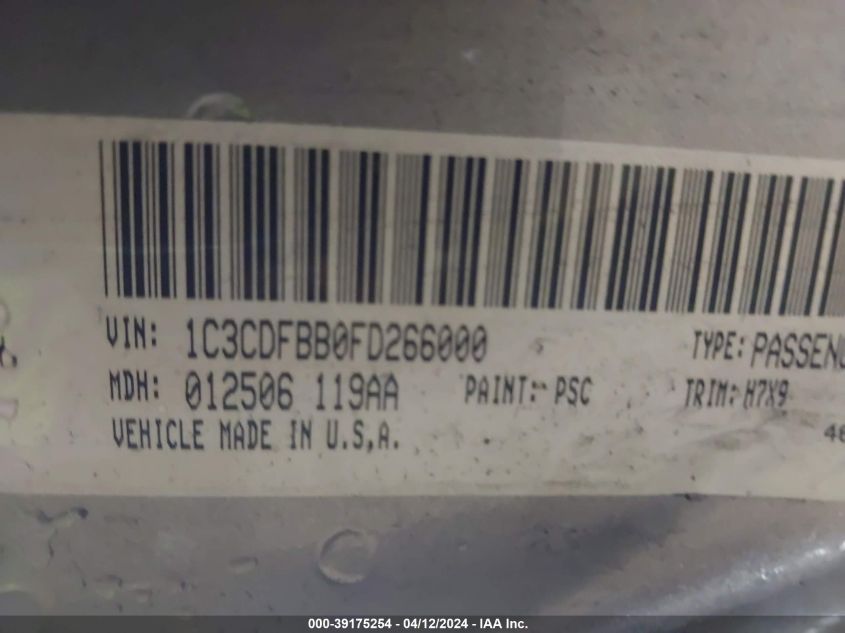 VIN: 1C3CDFBB0FD266000 TYPE: PASSENG
MDH: 012506 119AA PAINT: PSC TRIM: H7X9
VEHICLE MADE IN U.S.A. 48
000-39175254 - 04/12/2024 - IAA Inc.